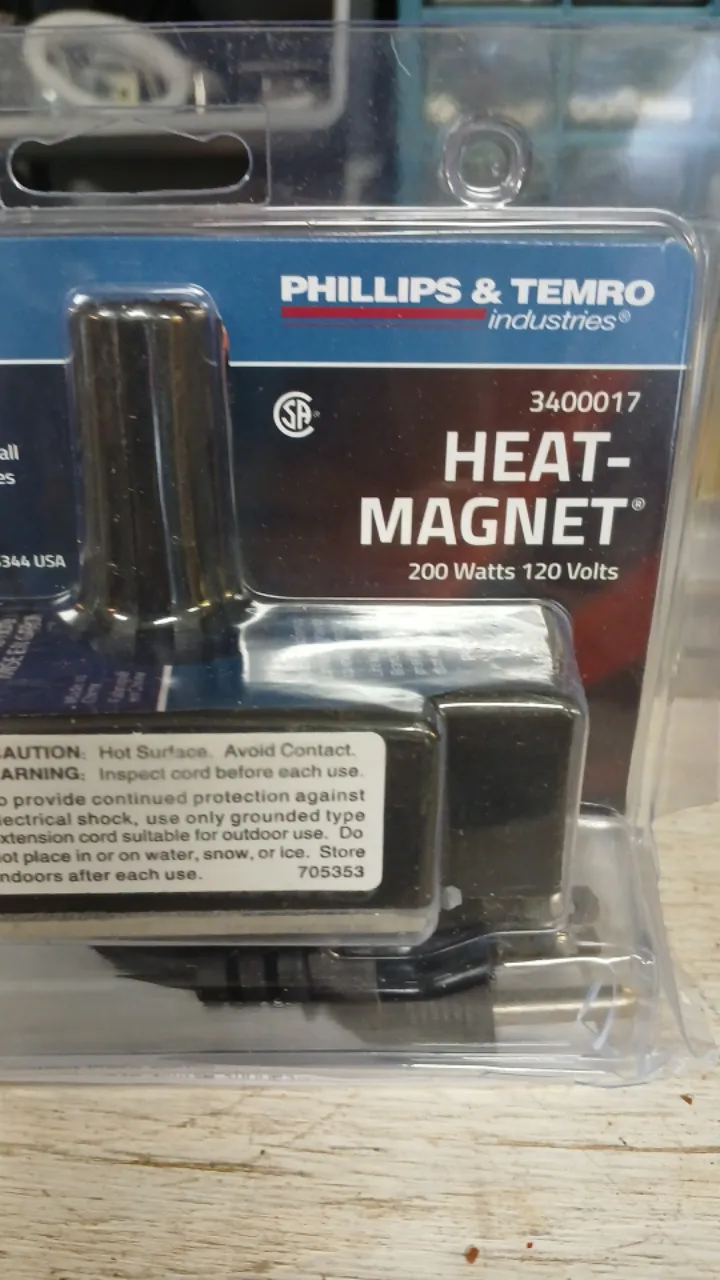 PHILLIPS & TEMRO
industries®
CSA
3400017
HEAT-
MAGNET®
200 Watts 120 Volts
all
es
5344 USA
AUTION: Hot Surface. Avoid Contact.
ARNING: Inspect cord before each use.
o provide continued protection against
lectrical shock, use only grounded type
xtension cord suitable for outdoor use. Do
ot place in or on water, snow, or ice. Store
ndoors after each use. 705353